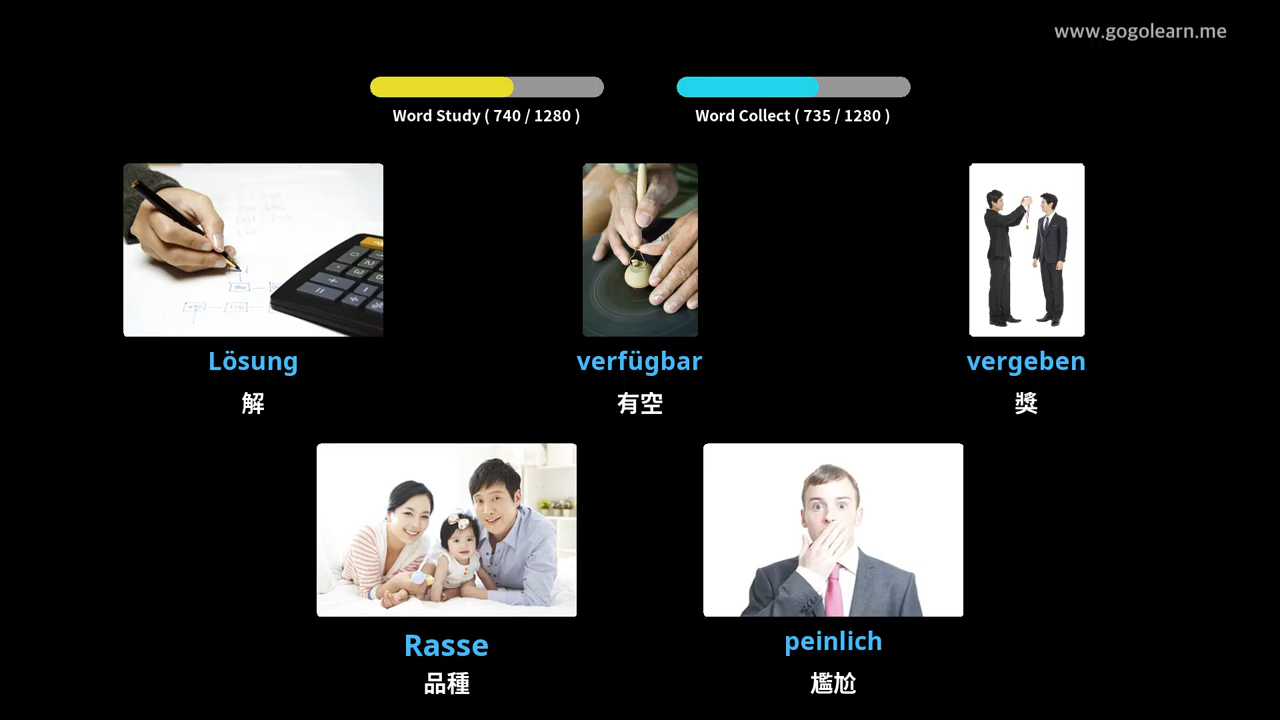 www.gogolearn.me
Word Study ( 740 / 1280 )
Word Collect ( 735 / 1280 )
Lösung
解
verfügbar
有空
vergeben
獎
Rasse
品種
peinlich
尷尬